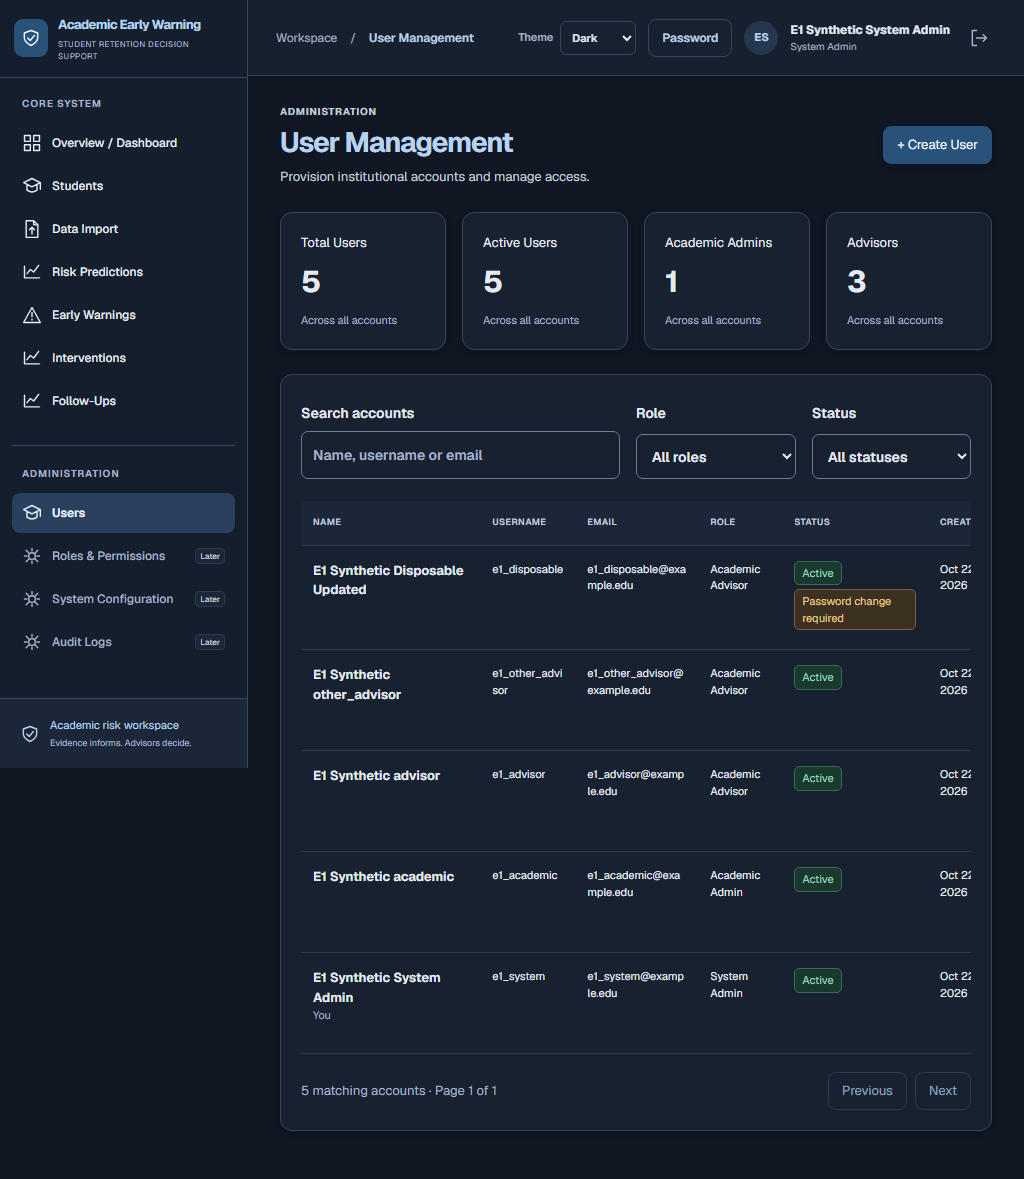 Academic Early Warning
STUDENT RETENTION DECISION
SUPPORT
CORE SYSTEM
Overview / Dashboard
Students
Data Import
Risk Predictions
Early Warnings
Interventions
Follow-Ups
ADMINISTRATION
Users
Roles & Permissions Later
System Configuration Later
Audit Logs Later
Academic risk workspace
Evidence informs. Advisors decide.
Workspace / User Management
Theme Dark
Password
ES
E1 Synthetic System Admin
System Admin
ADMINISTRATION
User Management
Provision institutional accounts and manage access.
+ Create User
Total Users
5
Across all accounts
Active Users
5
Across all accounts
Academic Admins
1
Across all accounts
Advisors
3
Across all accounts
Search accounts
Name, username or email
Role
All roles
Status
All statuses
NAME USERNAME EMAIL ROLE STATUS CREAT
E1 Synthetic Disposable e1_disposable e1_disposable@exa Academic Active Oct 22
Updated mple.edu Advisor 2026
Password change
required
E1 Synthetic e1_other_advi e1_other_advisor@ Academic Active Oct 22
other_advisor sor example.edu Advisor 2026
E1 Synthetic advisor e1_advisor e1_advisor@examp Academic Active Oct 22
le.edu Advisor 2026
E1 Synthetic academic e1_academic e1_academic@exa Academic Active Oct 22
mple.edu Admin 2026
E1 Synthetic System e1_system e1_system@examp System Active Oct 22
Admin le.edu Admin 2026
You
5 matching accounts · Page 1 of 1
Previous
Next